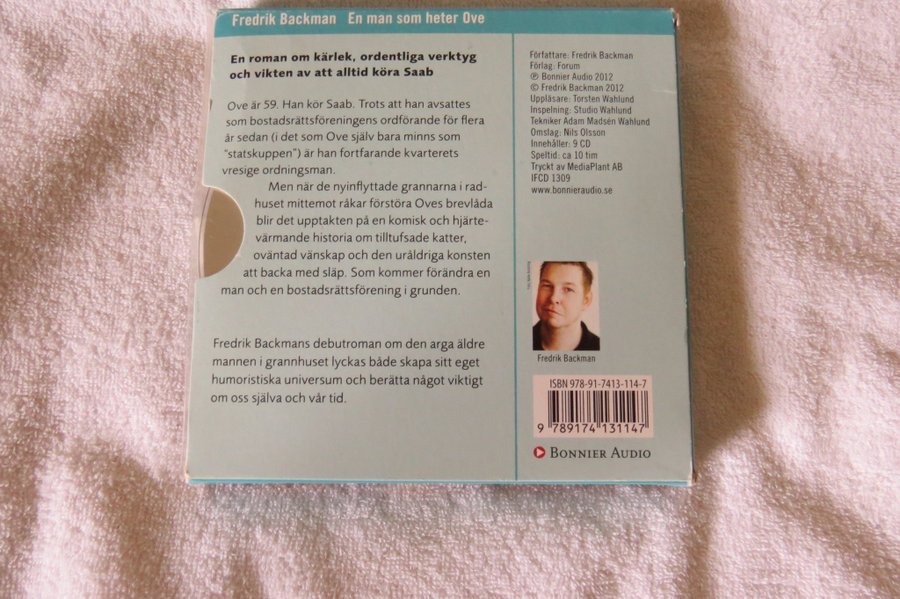 Fredrik Backman En man som heter Ove
En roman om kärlek, ordentliga verktyg
och vikten av att alltid köra Saab
Ove är 59. Han kör Saab. Trots att han avsattes
som bostadsrättsföreningens ordförande för flera
år sedan (i det som Ove själv bara minns som
"statskuppen") är han fortfarande kvarterets
vresige ordningsman.
Men när de nyinflyttade grannarna i rad-
huset mittemot råkar förstöra Oves brevlåda
blir det upptakten på en komisk och hjärte-
värmande historia om tilltufsade katter,
oväntad vänskap och den uråldriga konsten
att backa med släp. Som kommer förändra en
man och en bostadsrättsförening i grunden.
Fredrik Backmans debutroman om den arga äldre
mannen i grannhuset lyckas både skapa sitt eget
humoristiska universum och berätta något viktigt
om oss själva och vår tid.
Författare: Fredrik Backman
Förlag: Forum
℗ Bonnier Audio 2012
© Fredrik Backman 2012
Uppläsare: Torsten Wahlund
Inspelning: Studio Wahlund
Tekniker Adam Madsén Wahlund
Omslag: Nils Olsson
Innehåller: 9 CD
Speltid: ca 10 tim
Tryckt av MediaPlant AB
IFCD 1309
www.bonnieraudio.se
Fredrik Backman
ISBN 978-91-7413-114-7
9 789174 131147
BONNIER AUDIO